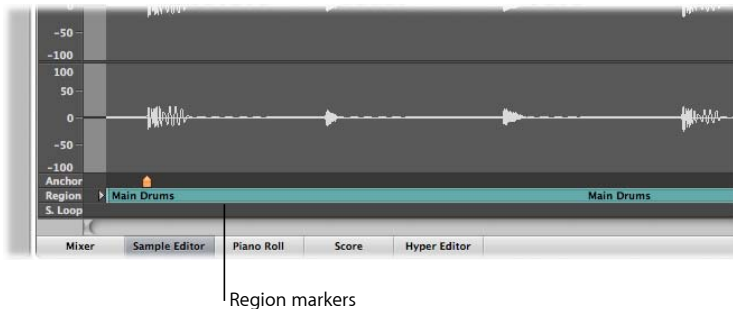 0
-50
-100
100
50
0
-50
-100
Anchor
Region Main Drums Main Drums
S. Loop
Mixer Sample Editor Piano Roll Score Hyper Editor
Region markers